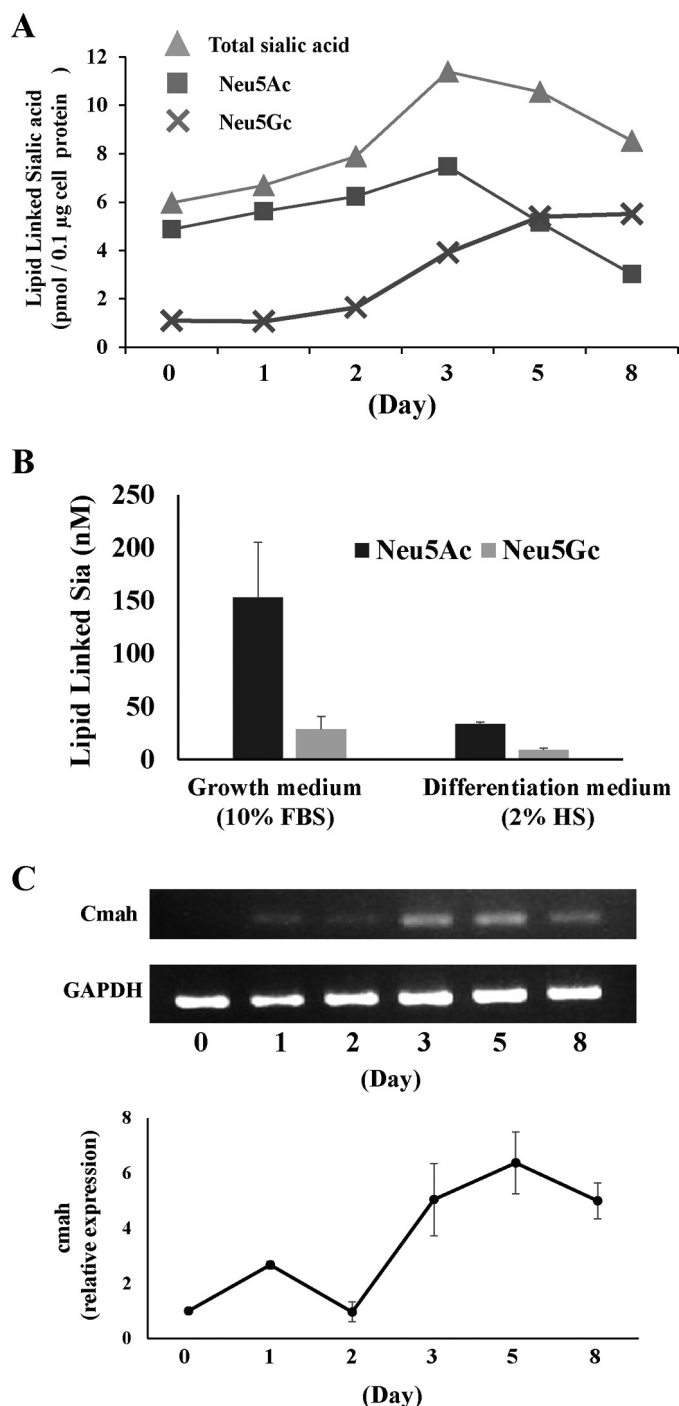 A
Total sialic acid
Neu5Ac
Neu5Gc
Lipid Linked Sialic acid
(pmol / 0.1 μg cell protein )
12
10
8
6
4
2
0
0 1 2 3 5 8
(Day)
B
Lipid Linked Sia (nM)
250
200
150
100
50
0
Neu5Ac Neu5Gc
Growth medium Differentiation medium
(10% FBS) (2% HS)
C
Cmah
GAPDH
0 1 2 3 5 8
(Day)
cmah
(relative expression)
8
6
4
2
0
0 1 2 3 5 8
(Day)